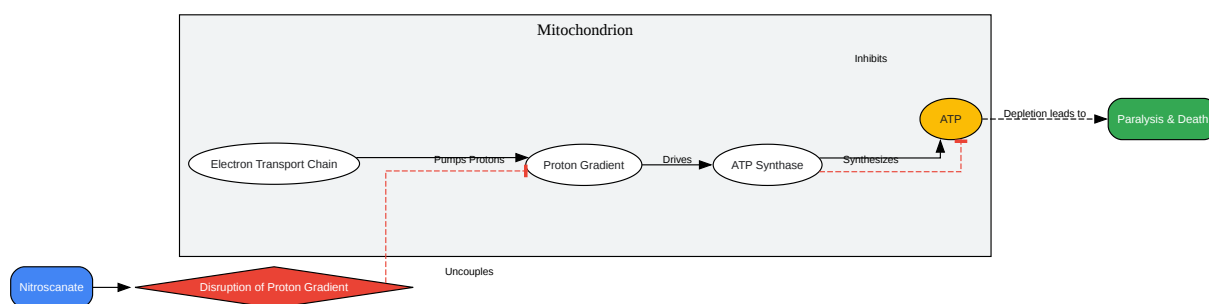 Mitochondrion
Inhibits
ATP
Depletion leads to
Paralysis & Death
Electron Transport Chain
Pumps Protons
Proton Gradient
Drives
ATP Synthase
Synthesizes
Uncouples
Nitroscanate
Disruption of Proton Gradient